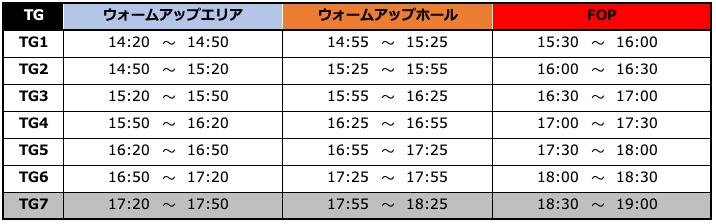 TG ウォームアップエリア ウォームアップホール FOP
TG1 14:20 ～ 14:50 14:55 ～ 15:25 15:30 ～ 16:00
TG2 14:50 ～ 15:20 15:25 ～ 15:55 16:00 ～ 16:30
TG3 15:20 ～ 15:50 15:55 ～ 16:25 16:30 ～ 17:00
TG4 15:50 ～ 16:20 16:25 ～ 16:55 17:00 ～ 17:30
TG5 16:20 ～ 16:50 16:55 ～ 17:25 17:30 ～ 18:00
TG6 16:50 ～ 17:20 17:25 ～ 17:55 18:00 ～ 18:30
TG7 17:20 ～ 17:50 17:55 ～ 18:25 18:30 ～ 19:00